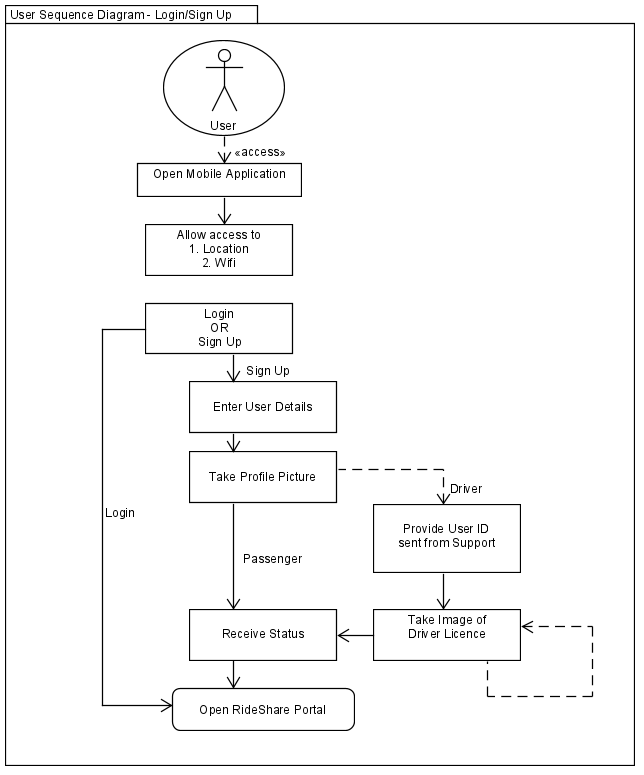 User Sequence Diagram - Login/Sign Up
User
«access»
Open Mobile Application
Allow access to
1. Location
2. Wifi
Login
OR
Sign Up
Sign Up
Enter User Details
Take Profile Picture
Driver
Login
Provide User ID
sent from Support
Passenger
Receive Status
Take Image of
Driver Licence
Open RideShare Portal